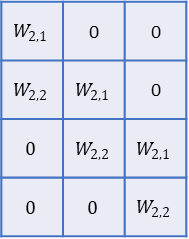 W₂,₁ 0 0
W₂,₂ W₂,₁ 0
0 W₂,₂ W₂,₁
0 0 W₂,₂